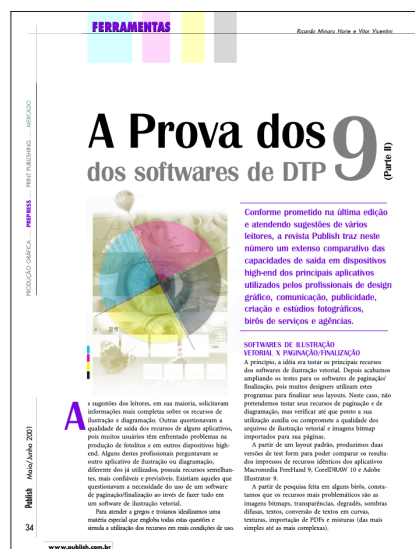 FERRAMENTAS
Ricardo Minoru Horie e Vitor Vicentini
PRODUÇÃO GRÁFICA ... PREPRESS ... PRINT PUBLISHING ... MERCADO
A Prova dos 9
dos softwares de DTP
(Parte II)
Conforme prometido na última edição
e atendendo sugestões de vários
leitores, a revista Publish traz neste
número um extenso comparativo das
capacidades de saída em dispositivos
high-end dos principais aplicativos
utilizados pelos profissionais de design
gráfico, comunicação, publicidade,
criação e estúdios fotográficos,
birôs de serviços e agências.
As sugestões dos leitores, em sua maioria, solicitavam
informações mais completas sobre os recursos de
ilustração e diagramação. Outras questionavam a
qualidade de saída dos recursos de alguns aplicativos,
pois muitos usuários têm enfrentado problemas na
produção de fotolitos e em outros dispositivos high-
end. Alguns destes profissionais perguntavam se
outro aplicativo de ilustração ou diagramação,
diferente dos já utilizados, possuía recursos semelhan-
tes, mais confiáveis e previsíveis. Existiam aqueles que
questionavam a necessidade do uso de um software
de paginação/finalização ao invés de fazer tudo em
um software de ilustração vetorial.
Para atender a gregos e troianos idealizamos uma
matéria especial que engloba todas estas questões e
simula a utilização dos recursos em reais condições de uso.
SOFTWARES DE ILUSTRAÇÃO
VETORIAL X PAGINAÇÃO/FINALIZAÇÃO
A princípio, a idéia era testar os principais recursos
dos softwares de ilustração vetorial. Depois acabamos
ampliando os testes para os softwares de paginação/
finalização, pois muitos designers utilizam estes
programas para finalizar seus layouts. Neste caso, não
pretendemos testar seus recursos de paginação e de
diagramação, mas verificar até que ponto a sua
utilização auxilia ou compromete a qualidade dos
arquivos de ilustração vetorial e imagens bitmap
importados para sua páginas.
A partir de um layout padrão, produzimos duas
versões de test form para poder comparar os resulta-
dos impressos de recursos idênticos dos aplicativos
Macromedia FreeHand 9, CorelDRAW 10 e Adobe
Illustrator 9.
A partir de pesquisa feita em alguns birôs, consta-
tamos que os recursos mais problemáticos são as
imagens bitmaps, transparências, degradês, sombras
difusas, textos, conversão de textos em curvas,
texturas, importação de PDFs e misturas (das mais
simples até as mais complexas).
Publish Maio/Junho 2001
34
www.publish.com.br